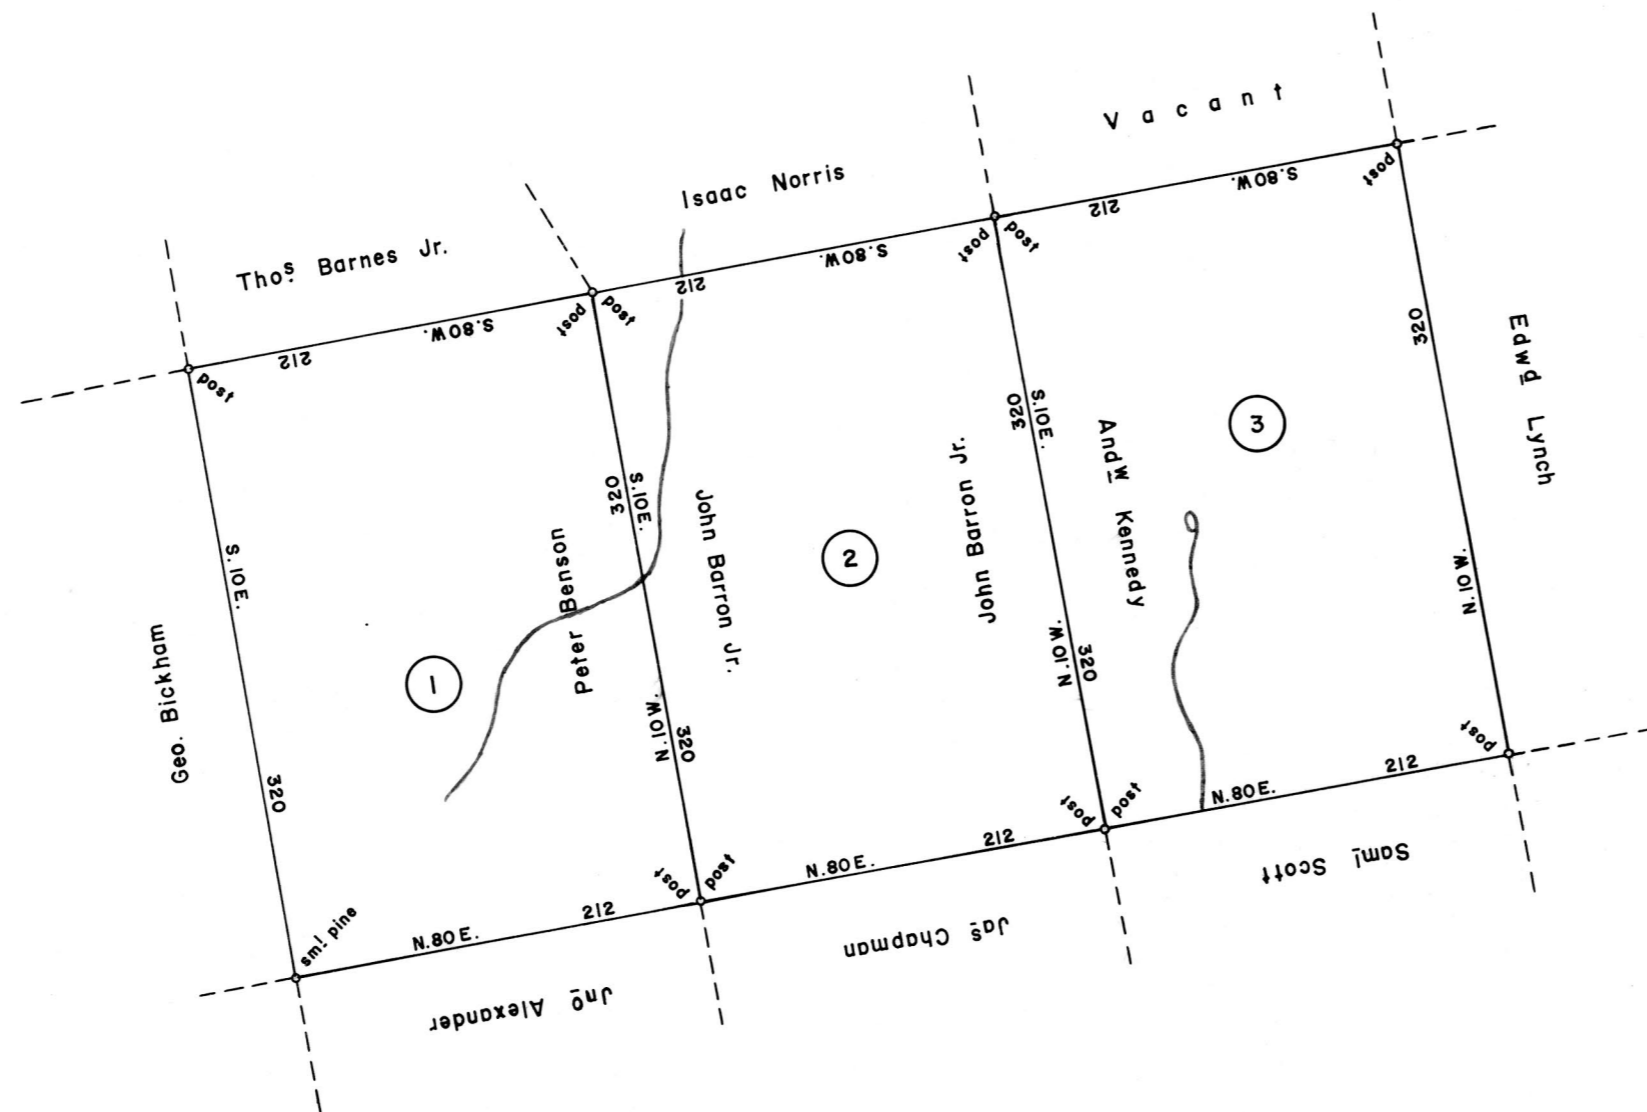 Vacant
S.80W.
post
212
Isaac Norris
post
post
S.80W.
212
Thos. Barnes Jr.
post
post
S.80W.
212
post
320
Edwd Lynch
N.10W.
3
Andw Kennedy
S.10E.
320
John Barron Jr.
N.10W.
320
2
John Barron Jr.
S.10E.
320
Peter Benson
N.10W.
320
1
S.10E.
320
Geo. Bickham
post
212
N.80E.
Saml Scott
post
post
212
N.80E.
Jas Chapman
post
post
212
N.80E.
sml pine
Jno Alexander